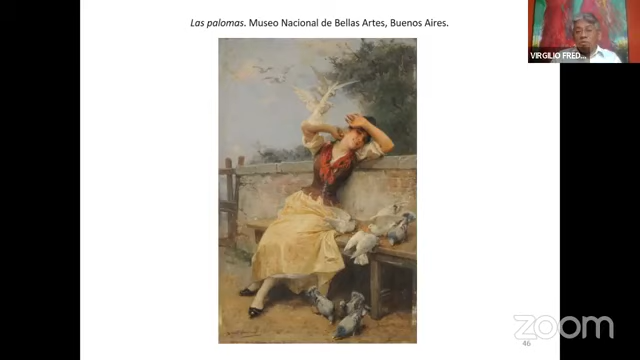 Las palomas. Museo Nacional de Bellas Artes, Buenos Aires.
VIRGILIO FRED...
zoom
46